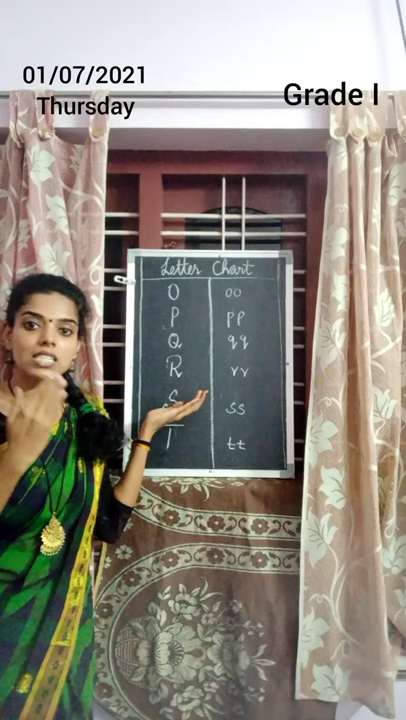 01/07/2021
Thursday
Grade I
Letter Chart
O oo
P pp
Q qq
R rr
S ss
T tt